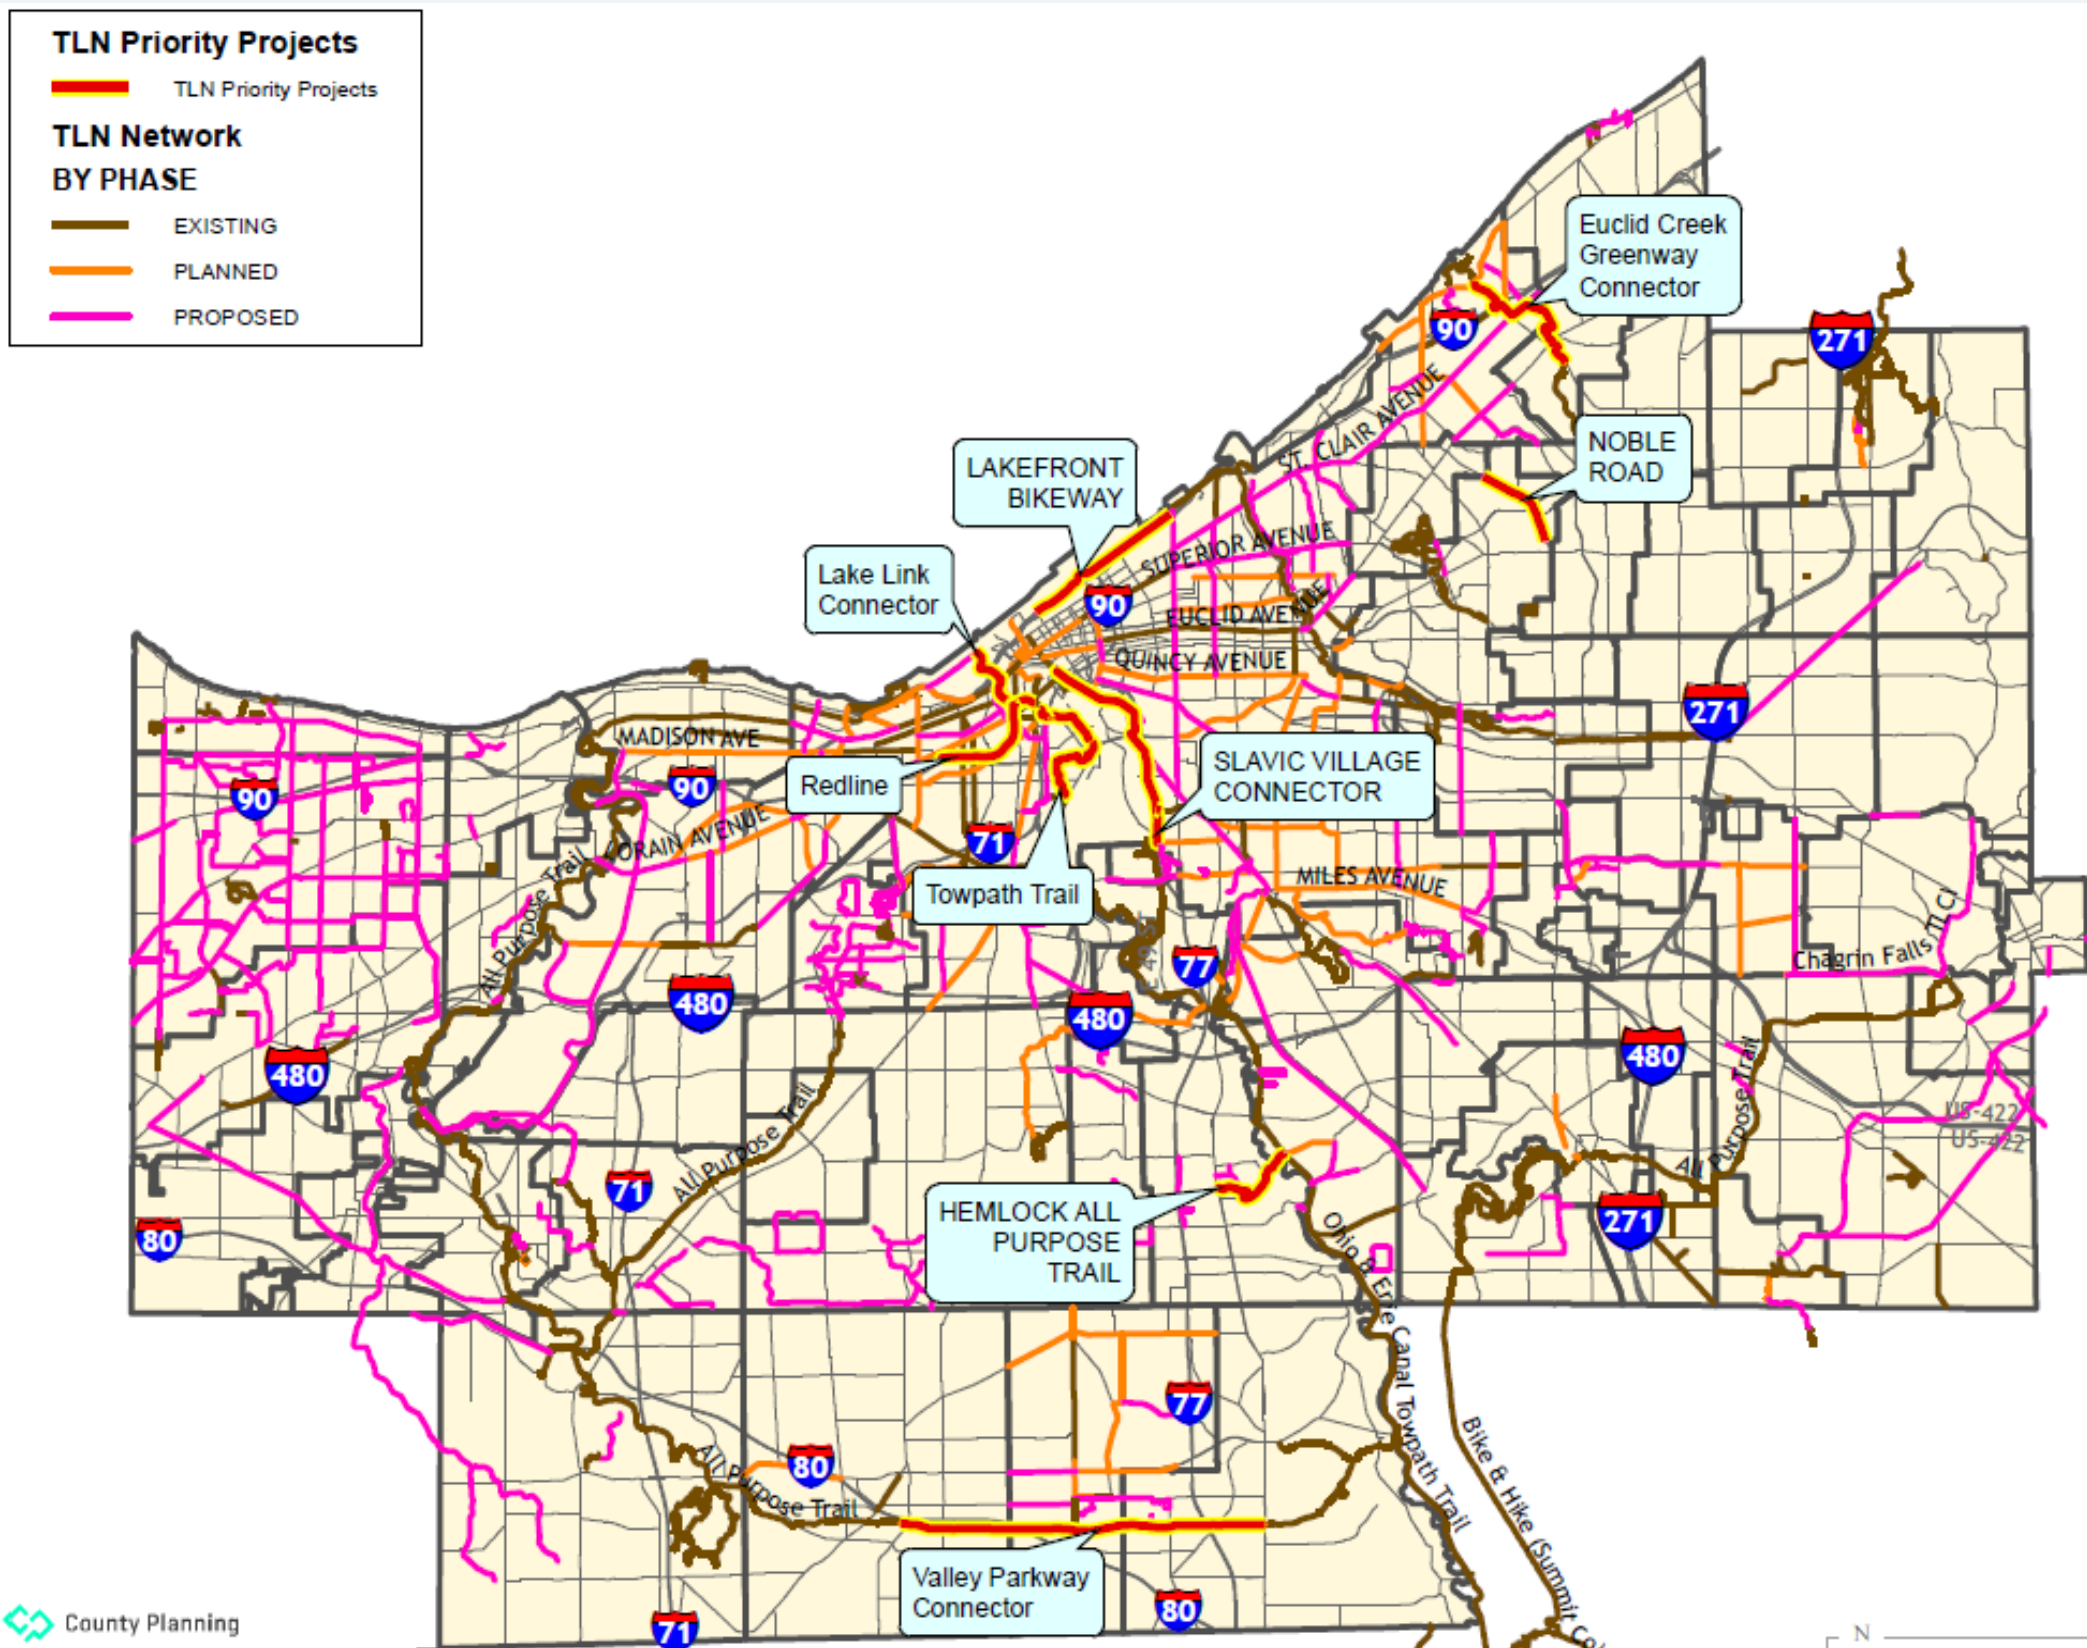 TLN Priority Projects
TLN Priority Projects
TLN Network
BY PHASE
EXISTING
PLANNED
PROPOSED
Euclid Creek
Greenway
Connector
90
271
ST. CLAIR AVENUE
NOBLE
ROAD
LAKEFRONT
BIKEWAY
SUPERIOR AVENUE
Lake Link
Connector
90
EUCLID AVENUE
QUINCY AVENUE
271
MADISON AVE
SLAVIC VILLAGE
CONNECTOR
Redline
90
90
LORAIN AVENUE
71
MILES AVENUE
Towpath Trail
All Purpose Trail
E 49 ST
77
Chagrin Falls
480
480
480
480
All Purpose Trail
US-422
US-422
All Purpose Trail
71
80
271
HEMLOCK ALL
PURPOSE
TRAIL
Ohio & Erie Canal Towpath Trail
77
80
All Purpose Trail
Bike & Hike (Summit
Valley Parkway
Connector
80
71
County Planning
N